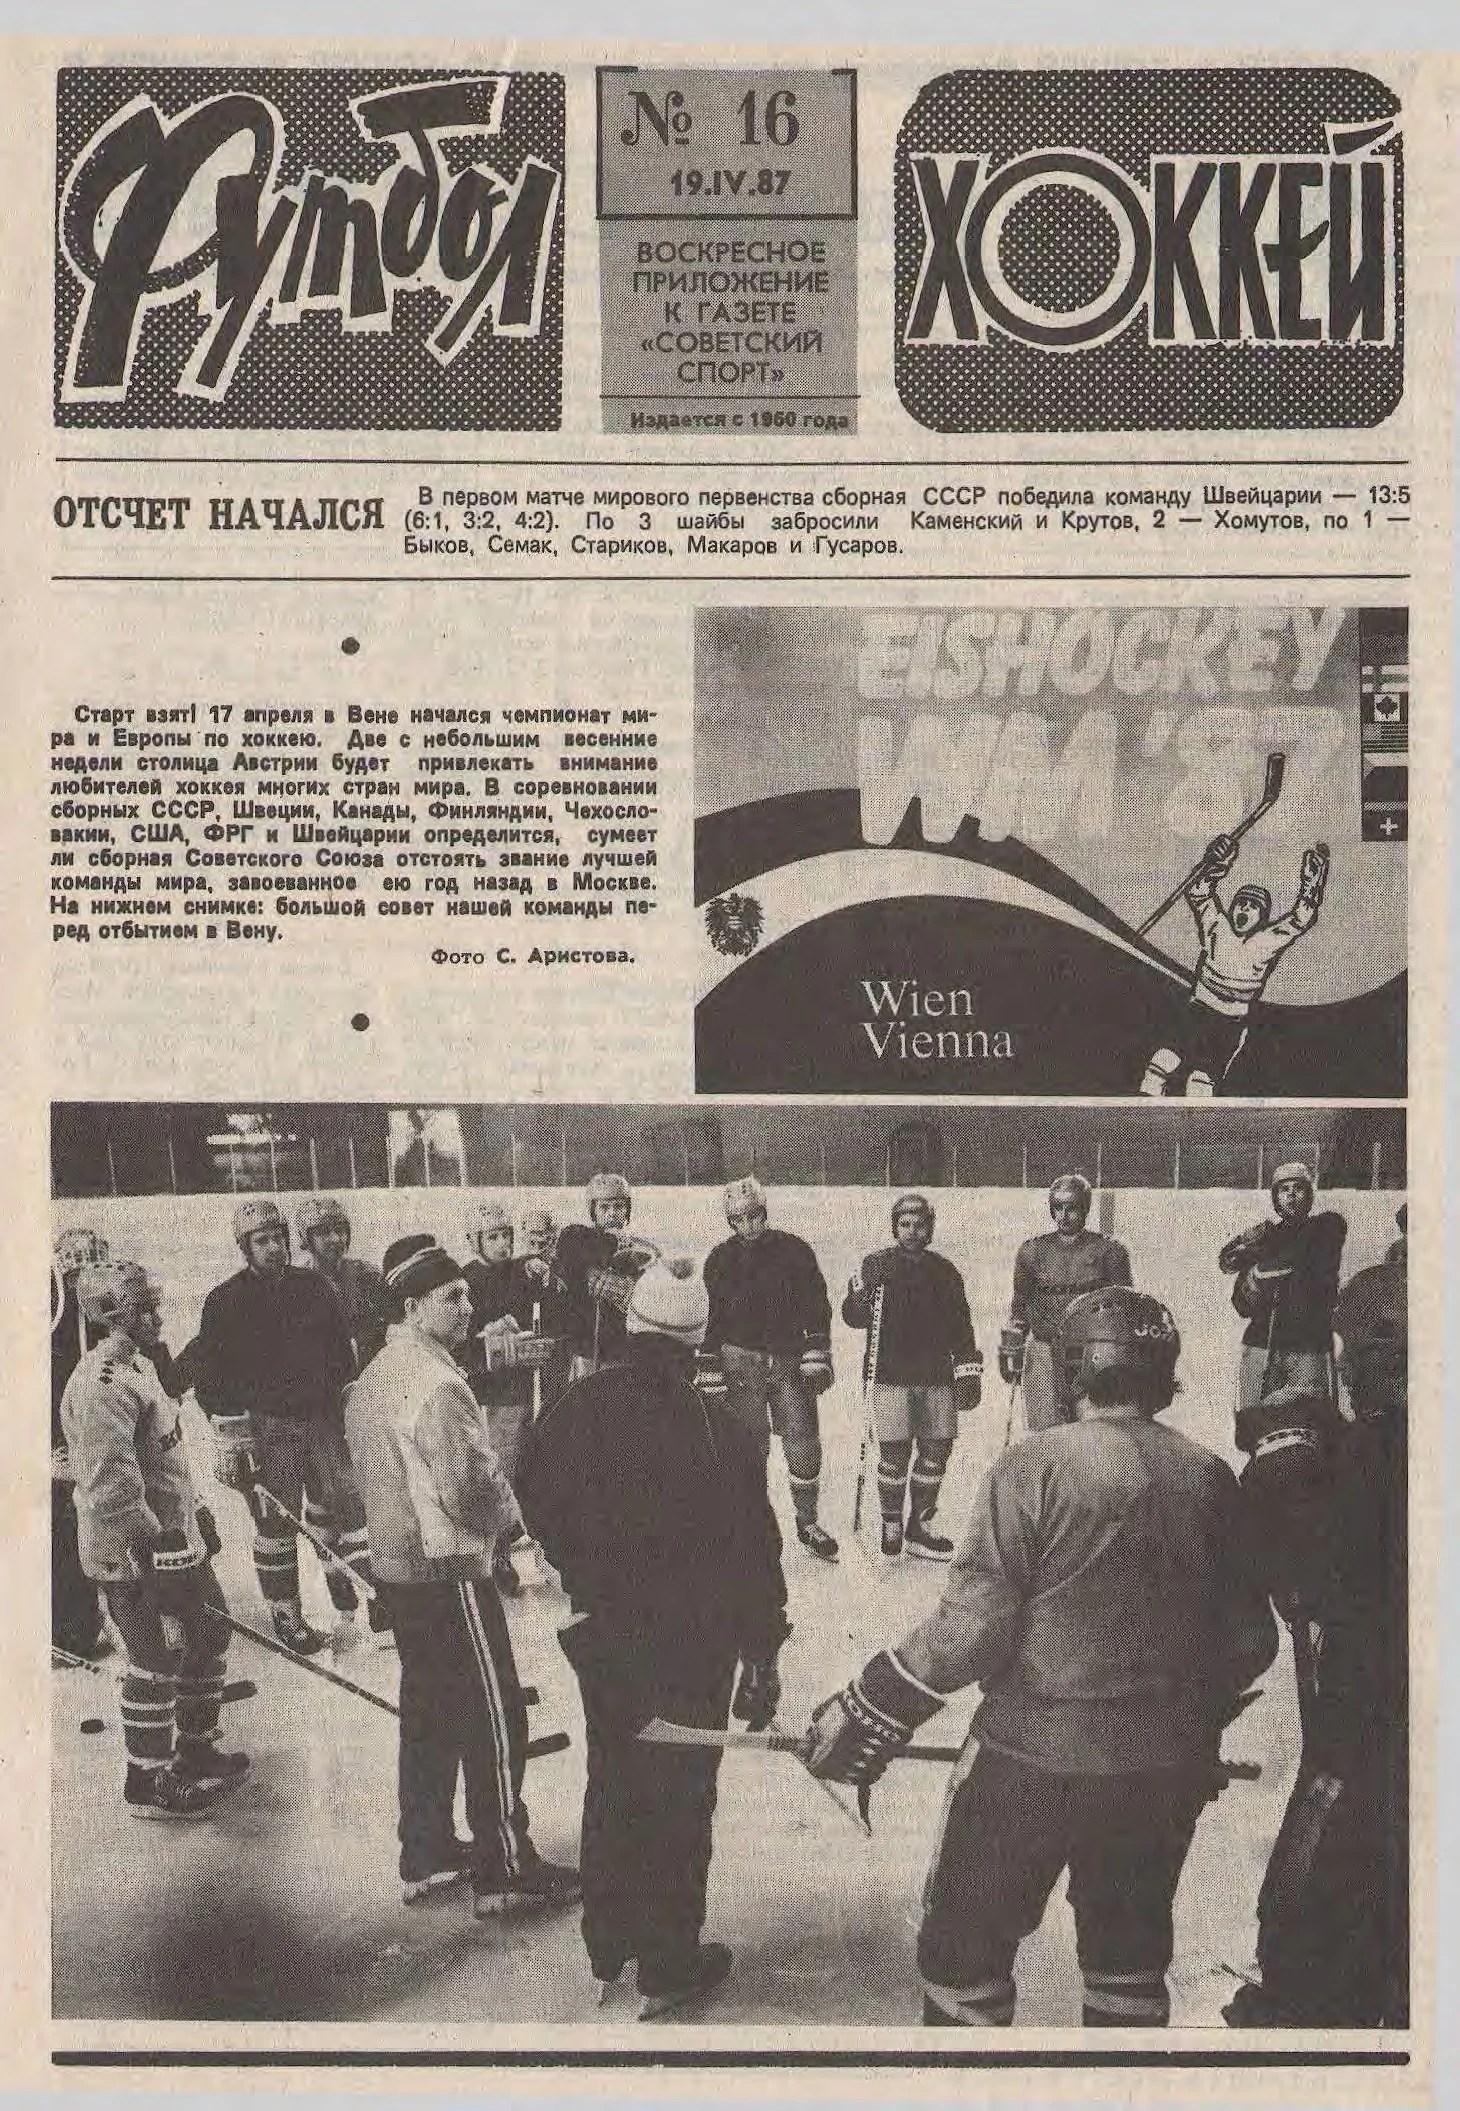 Футбол
№ 16
19.IV.87
ВОСКРЕСНОЕ
ПРИЛОЖЕНИЕ
К ГАЗЕТЕ
«СОВЕТСКИЙ
СПОРТ»
Издается с 1960 года
ХОККЕЙ
ОТСЧЕТ НАЧАЛСЯ
В первом матче мирового первенства сборная СССР победила команду Швейцарии — 13:5
(6:1, 3:2, 4:2). По 3 шайбы забросили Каменский и Крутов, 2 — Хомутов, по 1 —
Быков, Семак, Стариков, Макаров и Гусаров.
Старт взят! 17 апреля в Вене начался чемпионат ми-
ра и Европы по хоккею. Две с небольшим весенние
недели столица Австрии будет привлекать внимание
любителей хоккея многих стран мира. В соревновании
сборных СССР, Швеции, Канады, Финляндии, Чехосло-
вакии, США, ФРГ и Швейцарии определится, сумеет
ли сборная Советского Союза отстоять звание лучшей
команды мира, завоеванное ею год назад в Москве.
На нижнем снимке: большой совет нашей команды пе-
ред отбытием в Вену.
Фото С. Аристова.
EISHOCKEY
WM A 87
Wien
Vienna
JOFA